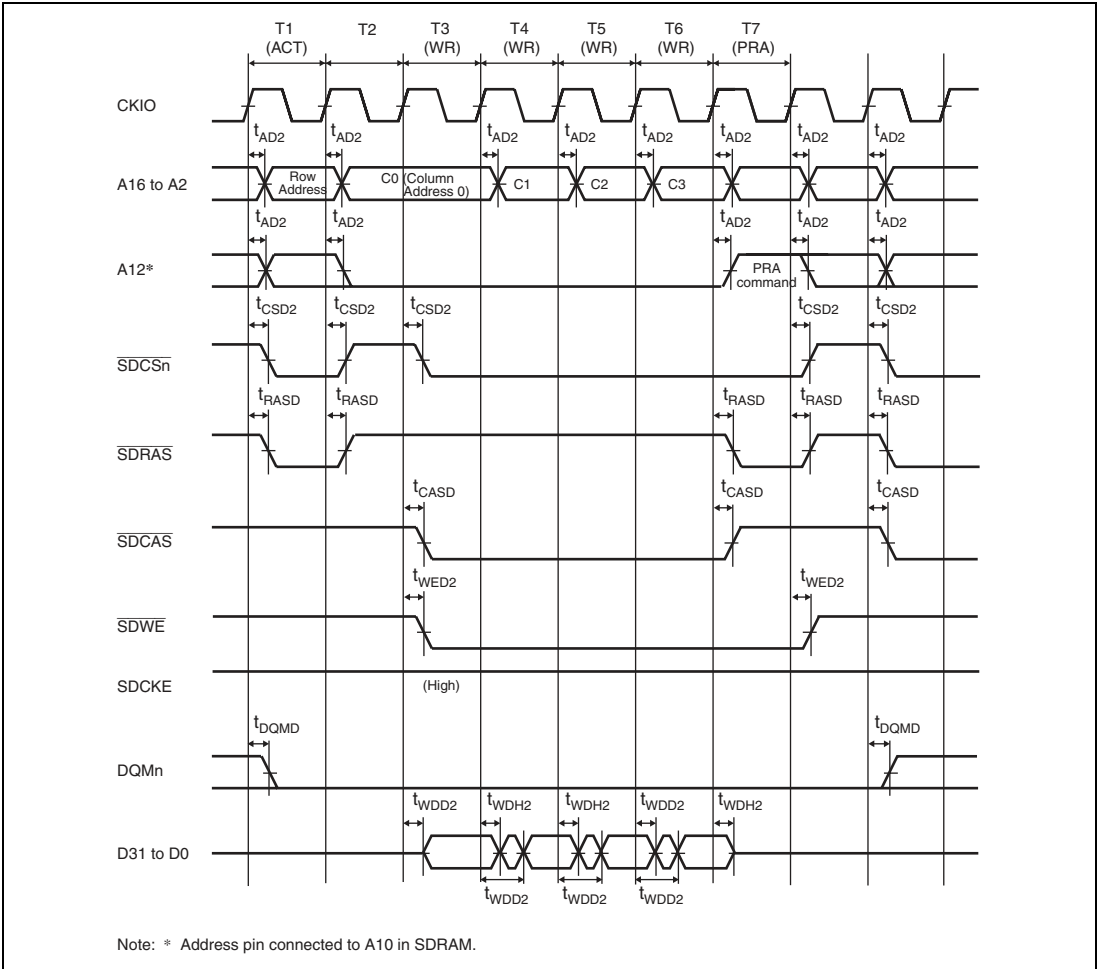 T1 T2 T3 T4 T5 T6 T7
(ACT) (WR) (WR) (WR) (WR) (PRA)
CKIO
tAD2 tAD2 tAD2 tAD2 tAD2 tAD2 tAD2 tAD2
A16 to A2
Row Address
C0 (Column Address 0)
C1 C2 C3
tAD2 tAD2 tAD2 tAD2 tAD2
A12*
PRA command
tCSD2 tCSD2 tCSD2 tCSD2 tCSD2
SDCSn
tRASD tRASD tRASD tRASD tRASD
SDRAS
tCASD tCASD tCASD
SDCAS
tWED2 tWED2
SDWE
SDCKE (High)
tDQMD tDQMD
DQMn
tWDD2 tWDH2 tWDH2 tWDD2 tWDH2
D31 to D0
tWDD2 tWDD2 tWDD2
Note: * Address pin connected to A10 in SDRAM.